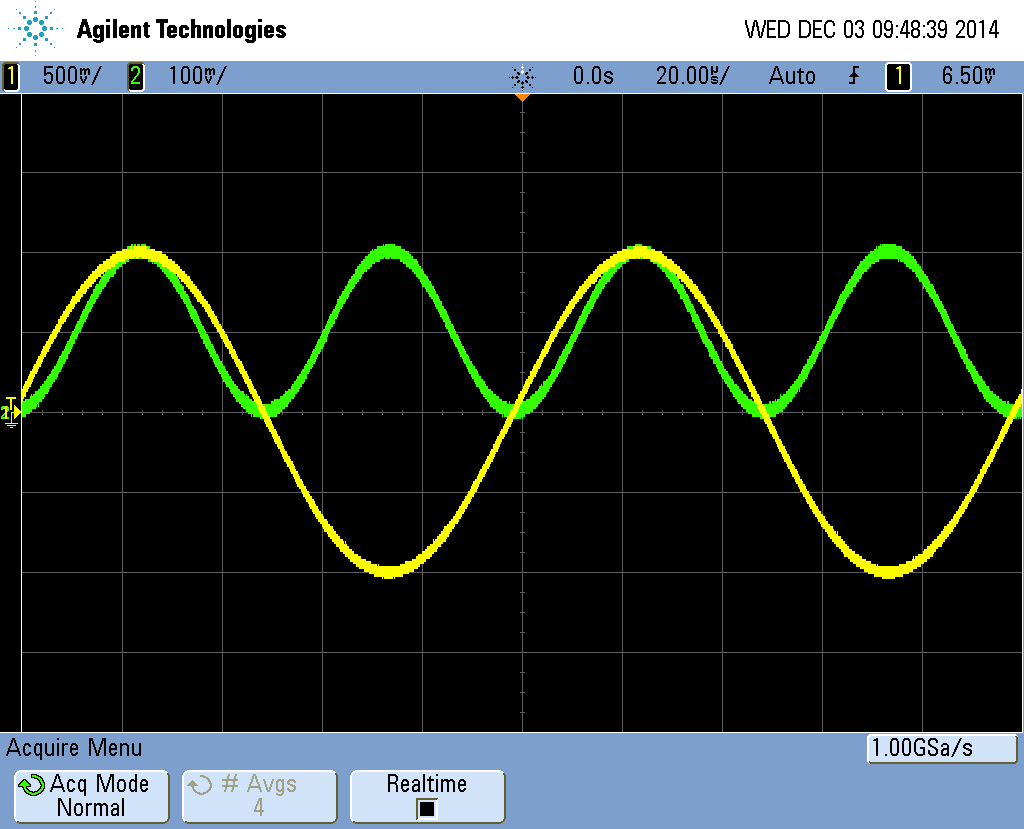 Agilent Technologies WED DEC 03 09:48:39 2014
1 500mV/ 2 100mV/ 0.0s 20.00µs/ Auto 1 6.50mV
Acquire Menu 1.00GSa/s
Acq Mode # Avgs Realtime
Normal 4